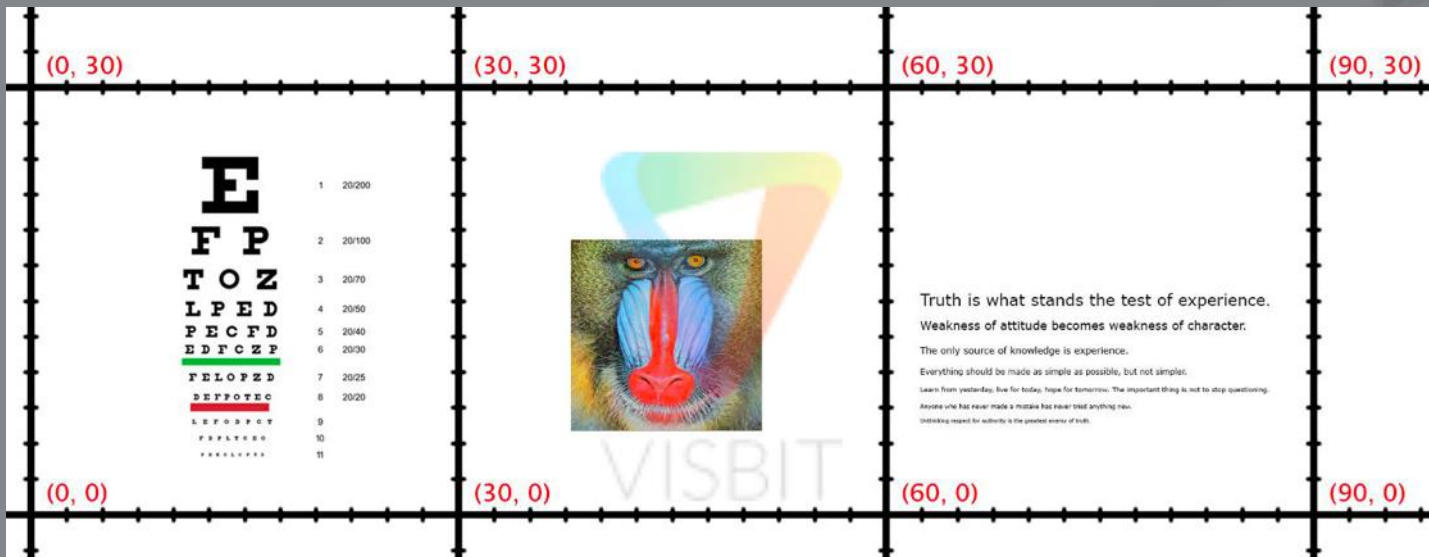 (0, 30)
(30, 30)
(60, 30)
(90, 30)
E
1 20/200
F P
2 20/100
T O Z
3 20/70
L P E D
4 20/50
P E C F D
5 20/40
E D F C Z P
6 20/30
F E L O P Z D
7 20/25
D E F P O T E C
8 20/20
L E F O D P C T
9
10
11
VISBIT
Truth is what stands the test of experience.
Weakness of attitude becomes weakness of character.
The only source of knowledge is experience.
Everything should be made as simple as possible, but not simpler.
Learn from yesterday, live for today, hope for tomorrow. The important thing is not to stop questioning.
Anyone who has never made a mistake has never tried anything new.
Unthinking respect for authority is the greatest enemy of truth.
(0, 0)
(30, 0)
(60, 0)
(90, 0)